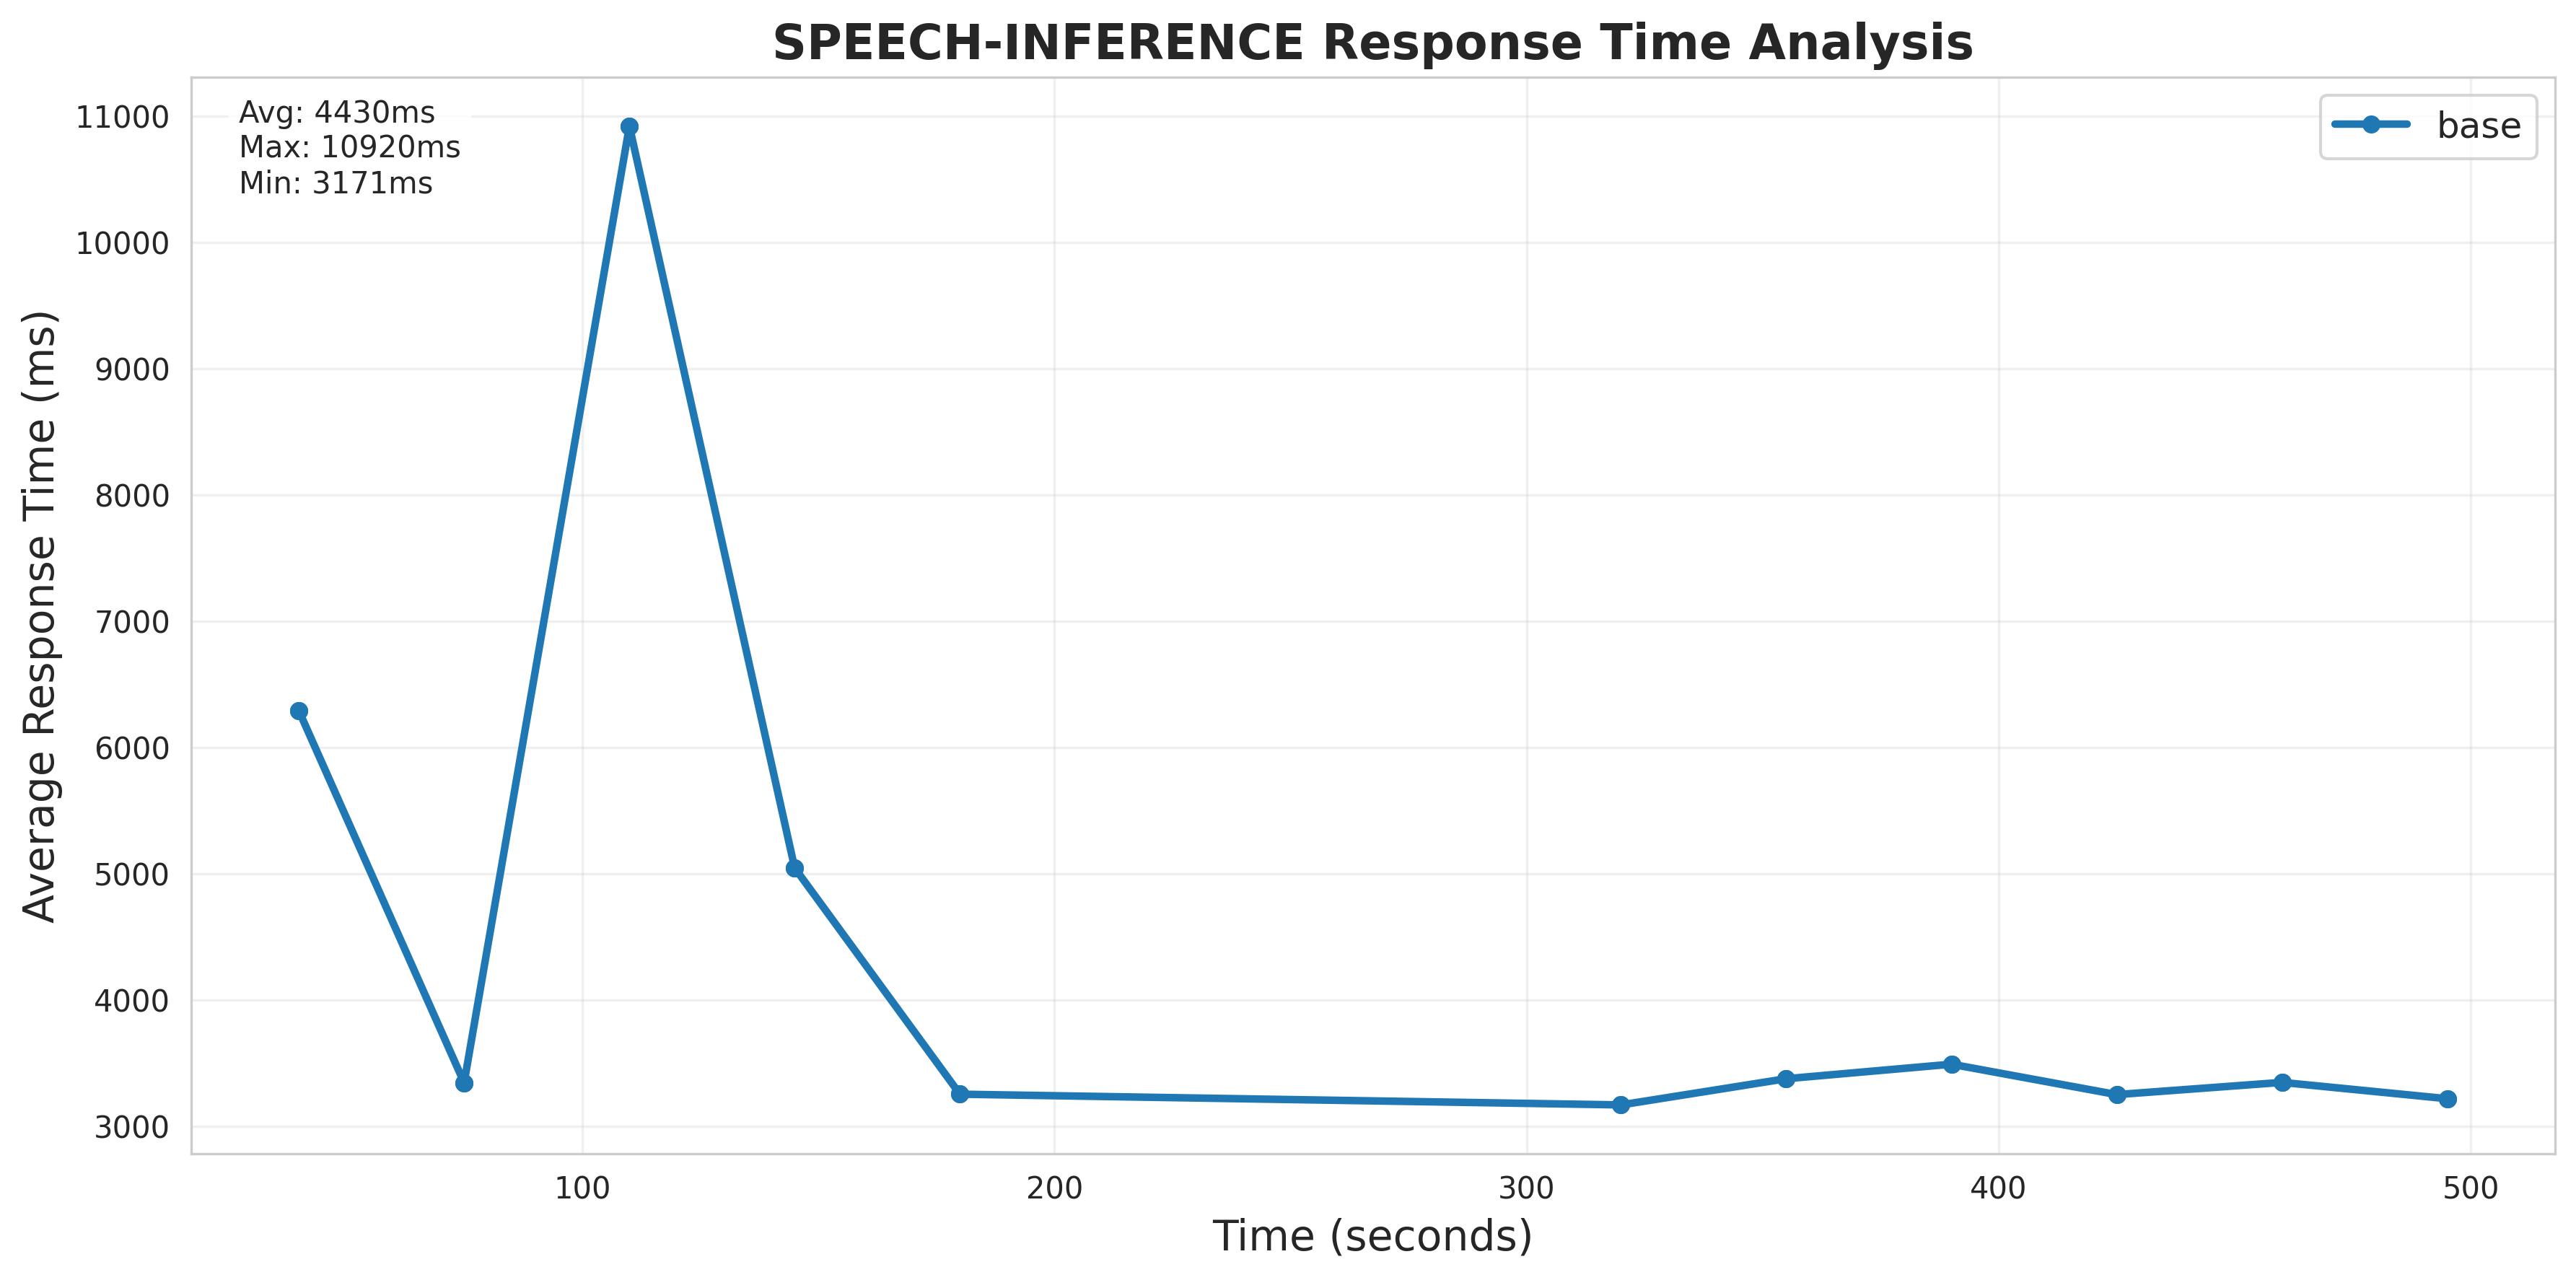 SPEECH-INFERENCE Response Time Analysis
Avg: 4430ms
Max: 10920ms
Min: 3171ms
base
Average Response Time (ms)
11000
10000
9000
8000
7000
6000
5000
4000
3000
100 200 300 400 500
Time (seconds)